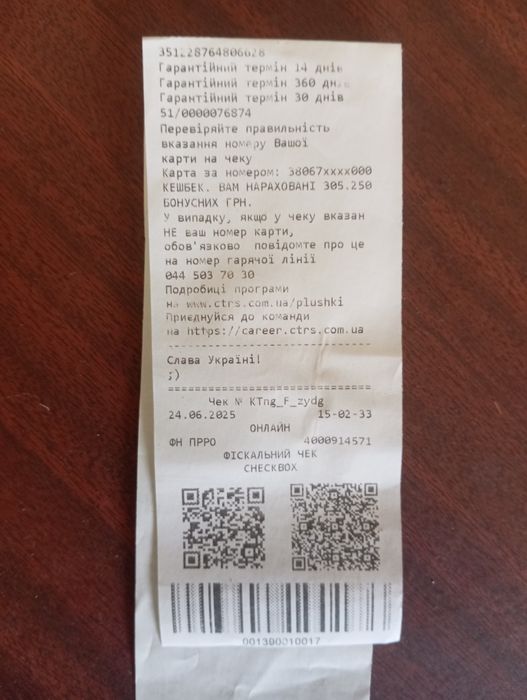 351228764806628
Гарантійний термін 14 днів
Гарантійний термін 360 днів
Гарантійний термін 30 днів
51/0000076874
Перевіряйте правильність
вказання номеру Вашої
карти на чеку
Карта за номером: 38067xxxx000
КЕШБЕК. ВАМ НАРАХОВАНІ 305.250
БОНУСНИХ ГРН.
У випадку, якщо у чеку вказан
НЕ ваш номер карти,
обов'язково повідомте про це
на номер гарячої лінії
044 503 70 30
Подробиці програми
на www.ctrs.com.ua/plushki
Приєднуйся до команди
на https://career.ctrs.com.ua
Слава Україні!
;)
Чек № KTng_F_zydg
24.06.2025 15-02-33
ОНЛАЙН
ФН ПРРО 4000914571
ФІСКАЛЬНИЙ ЧЕК
CHECKBOX
001390010017